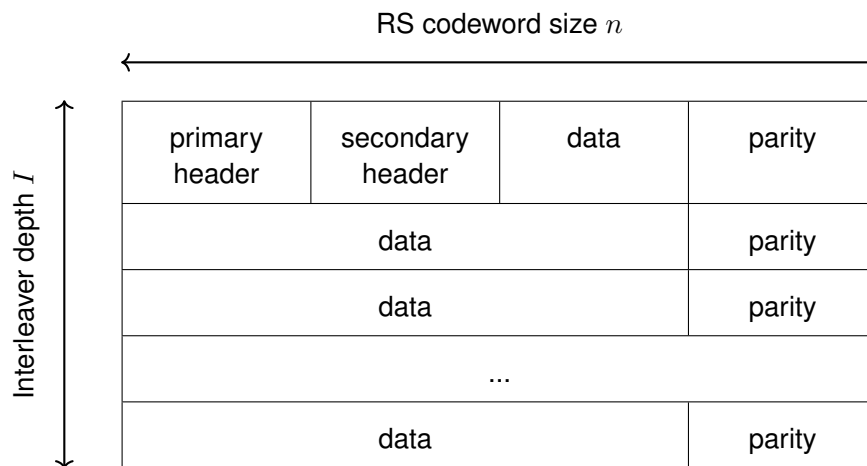 RS codeword size n
Interleaver depth I
primary header
secondary header
data
parity
data
parity
data
parity
...
data
parity